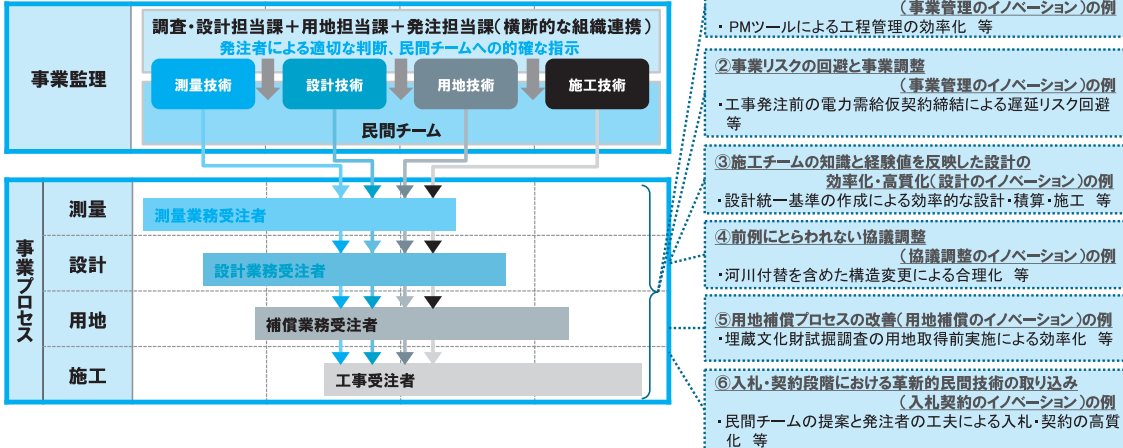 調査・設計担当課＋用地担当課＋発注担当課（横断的な組織連携）
発注者による適切な判断、民間チームへの的確な指示
事業監理
測量技術
設計技術
用地技術
施工技術
民間チーム
事業プロセス
測量
測量業務受注者
設計
設計業務受注者
用地
補償業務受注者
施工
工事受注者
（事業管理のイノベーション）の例
・PMツールによる工程管理の効率化　等
②事業リスクの回避と事業調整
（事業管理のイノベーション）の例
・工事発注前の電力需給仮契約締結による遅延リスク回避
等
③施工チームの知識と経験値を反映した設計の
効率化・高質化（設計のイノベーション）の例
・設計統一基準の作成による効率的な設計・積算・施工　等
④前例にとらわれない協議調整
（協議調整のイノベーション）の例
・河川付替を含めた構造変更による合理化　等
⑤用地補償プロセスの改善（用地補償のイノベーション）の例
・埋蔵文化財試掘調査の用地取得前実施による効率化　等
⑥入札・契約段階における革新的民間技術の取り込み
（入札契約のイノベーション）の例
・民間チームの提案と発注者の工夫による入札・契約の高質
化　等